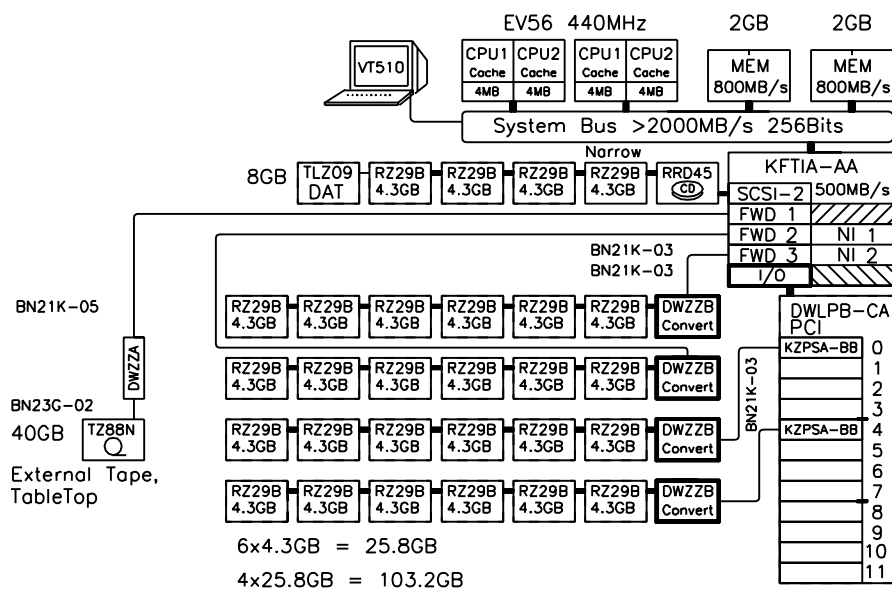 EV56 440MHz 2GB 2GB
VT510
CPU1 CPU2 CPU1 CPU2 MEM MEM
Cache Cache Cache Cache 800MB/s 800MB/s
4MB 4MB 4MB 4MB
System Bus >2000MB/s 256Bits
Narrow
KFTIA-AA
8GB TLZ09 RZ29B RZ29B RZ29B RZ29B RRD45
DAT 4.3GB 4.3GB 4.3GB 4.3GB CD
SCSI-2 500MB/s
FWD 1
FWD 2 NI 1
FWD 3 NI 2
I/O
BN21K-03
BN21K-03
BN21K-05
RZ29B RZ29B RZ29B RZ29B RZ29B RZ29B DWZZB
4.3GB 4.3GB 4.3GB 4.3GB 4.3GB 4.3GB Convert
DWLPB-CA
PCI
KZPSA-BB 0
1
2
3
KZPSA-BB 4
5
6
7
8
9
10
11
DWZZA
RZ29B RZ29B RZ29B RZ29B RZ29B RZ29B DWZZB
4.3GB 4.3GB 4.3GB 4.3GB 4.3GB 4.3GB Convert
BN21K-03
BN23G-02
40GB TZ88N
RZ29B RZ29B RZ29B RZ29B RZ29B RZ29B DWZZB
4.3GB 4.3GB 4.3GB 4.3GB 4.3GB 4.3GB Convert
External Tape,
TableTop
RZ29B RZ29B RZ29B RZ29B RZ29B RZ29B DWZZB
4.3GB 4.3GB 4.3GB 4.3GB 4.3GB 4.3GB Convert
6x4.3GB = 25.8GB
4x25.8GB = 103.2GB